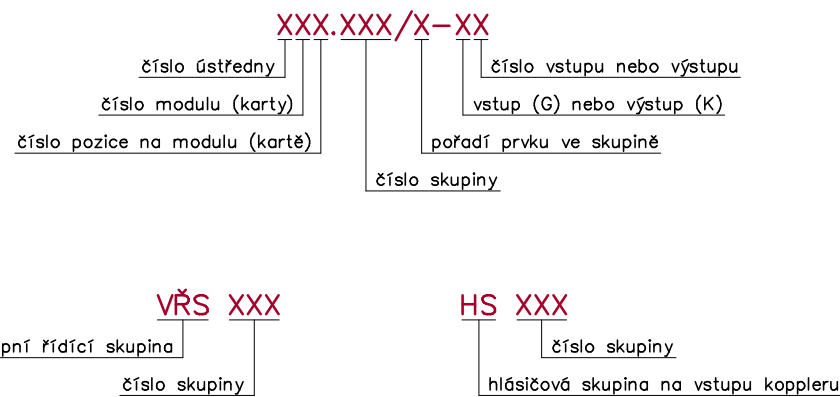 XXX.XXX/X-XX
číslo ústředny číslo vstupu nebo výstupu
číslo modulu (karty) vstup (G) nebo výstup (K)
číslo pozice na modulu (kartě) pořadí prvku ve skupině
číslo skupiny
VŘS XXX HS XXX
pní řídící skupina číslo skupiny
číslo skupiny hlásičová skupina na vstupu koppleru